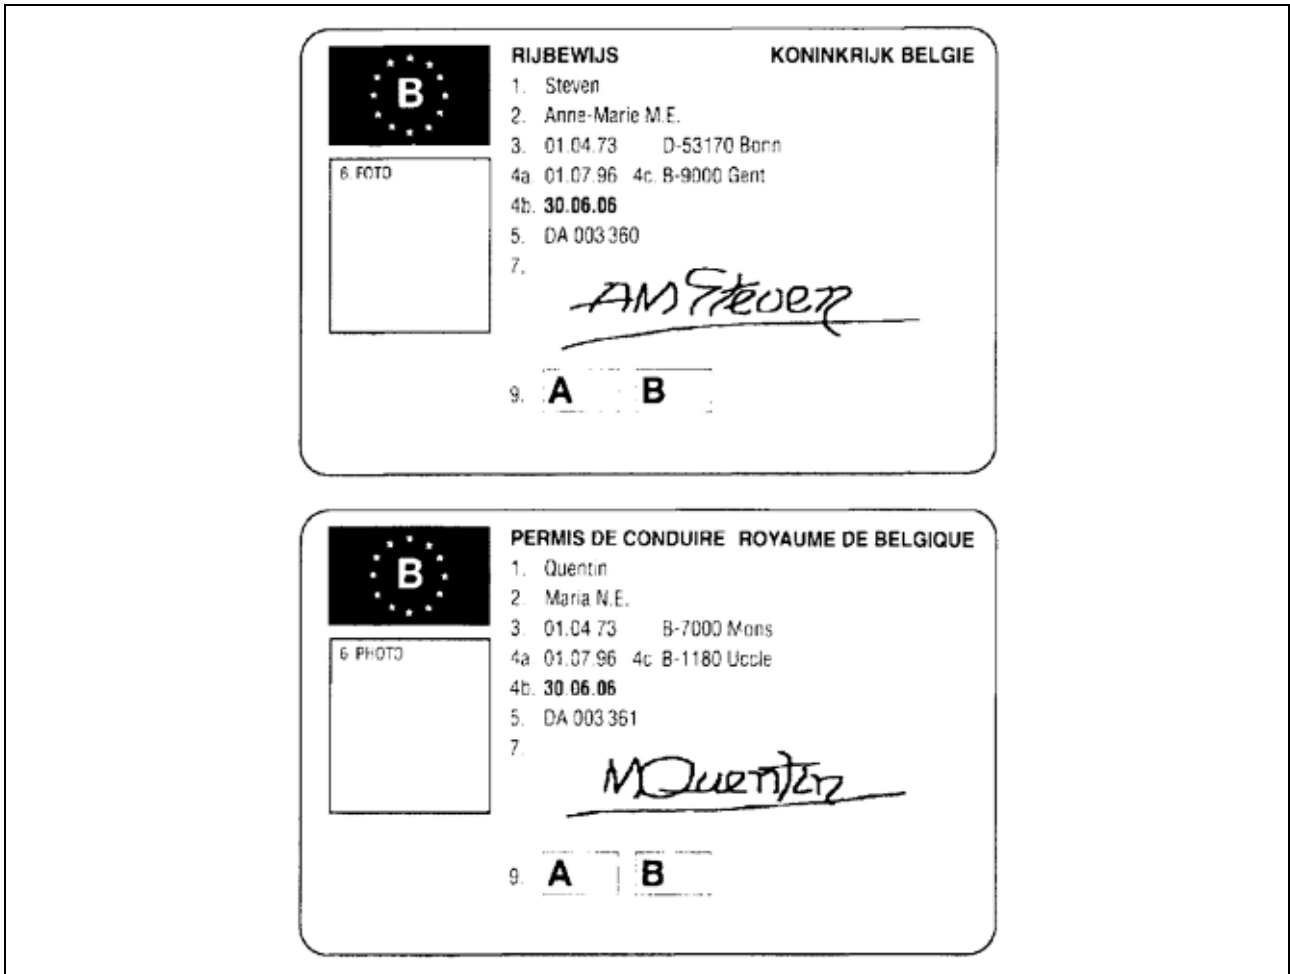 B
RIJBEWIJS KONINKRIJK BELGIE
1. Steven
2. Anne-Marie M.E.
3. 01.04.73 D-53170 Bonn
6. FOTO
4a. 01.07.96 4c. B-9000 Gent
4b. 30.06.06
5. DA 003 360
7.
AM Steven
9. A B
B
PERMIS DE CONDUIRE ROYAUME DE BELGIQUE
1. Quentin
2. Maria N.E.
3. 01.04 73 B-7000 Mons
6 PHOTO
4a. 01.07.96 4c B-1180 Uccle
4b. 30.06.06
5. DA 003 361
7.
M Quentin
9. A B